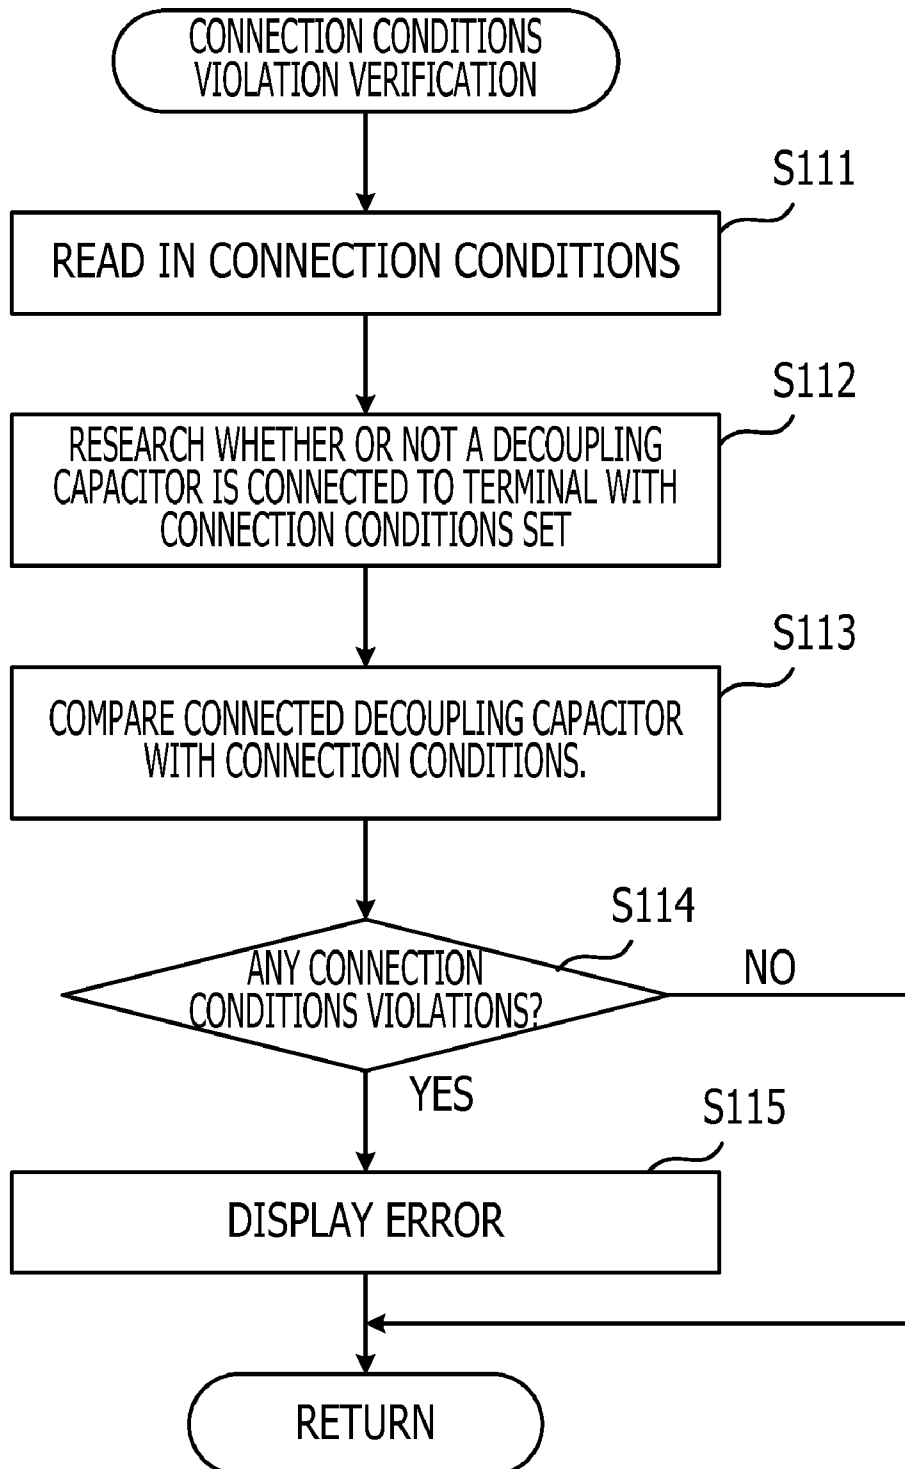 CONNECTION CONDITIONS
VIOLATION VERIFICATION
S111
READ IN CONNECTION CONDITIONS
S112
RESEARCH WHETHER OR NOT A DECOUPLING
CAPACITOR IS CONNECTED TO TERMINAL WITH
CONNECTION CONDITIONS SET
S113
COMPARE CONNECTED DECOUPLING CAPACITOR
WITH CONNECTION CONDITIONS.
S114
ANY CONNECTION
CONDITIONS VIOLATIONS?
NO
YES
S115
DISPLAY ERROR
RETURN